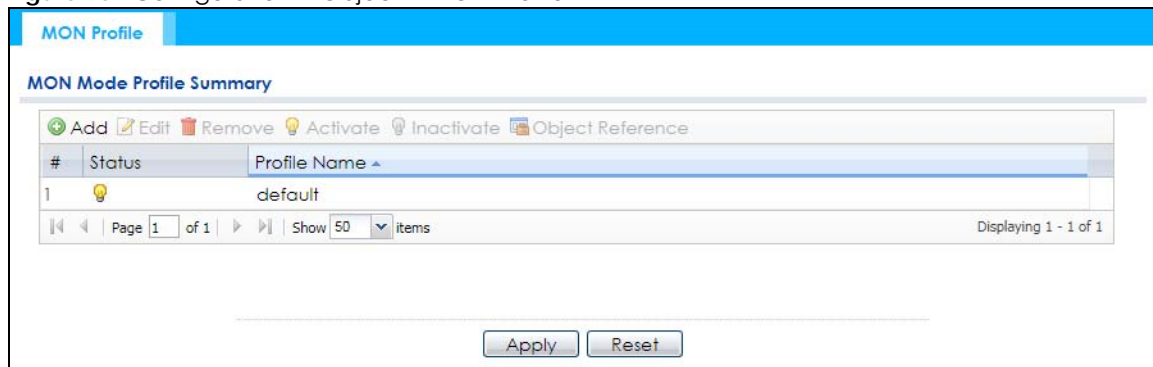 MON Profile
MON Mode Profile Summary
Add Edit Remove Activate Inactivate Object Reference
# Status Profile Name
1 default
Page 1 of 1 Show 50 items Displaying 1 - 1 of 1
Apply Reset